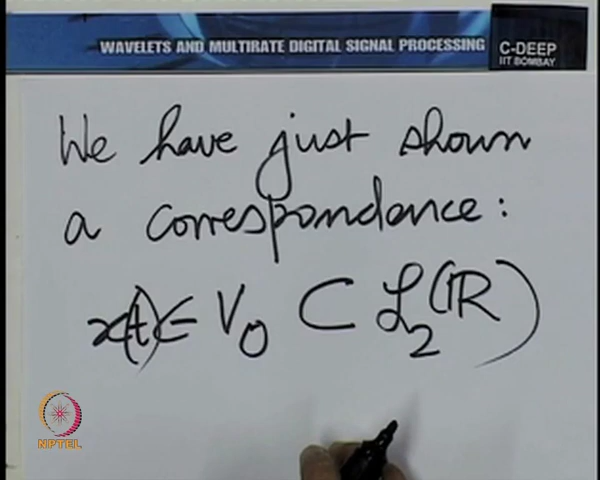 WAVELETS AND MULTIRATE DIGITAL SIGNAL PROCESSING
C-DEEP
IIT BOMBAY
We have just shown
a correspondence:
x(t) ∈ V₀ ⊂ ℒ₂(ℝ)
NPTEL